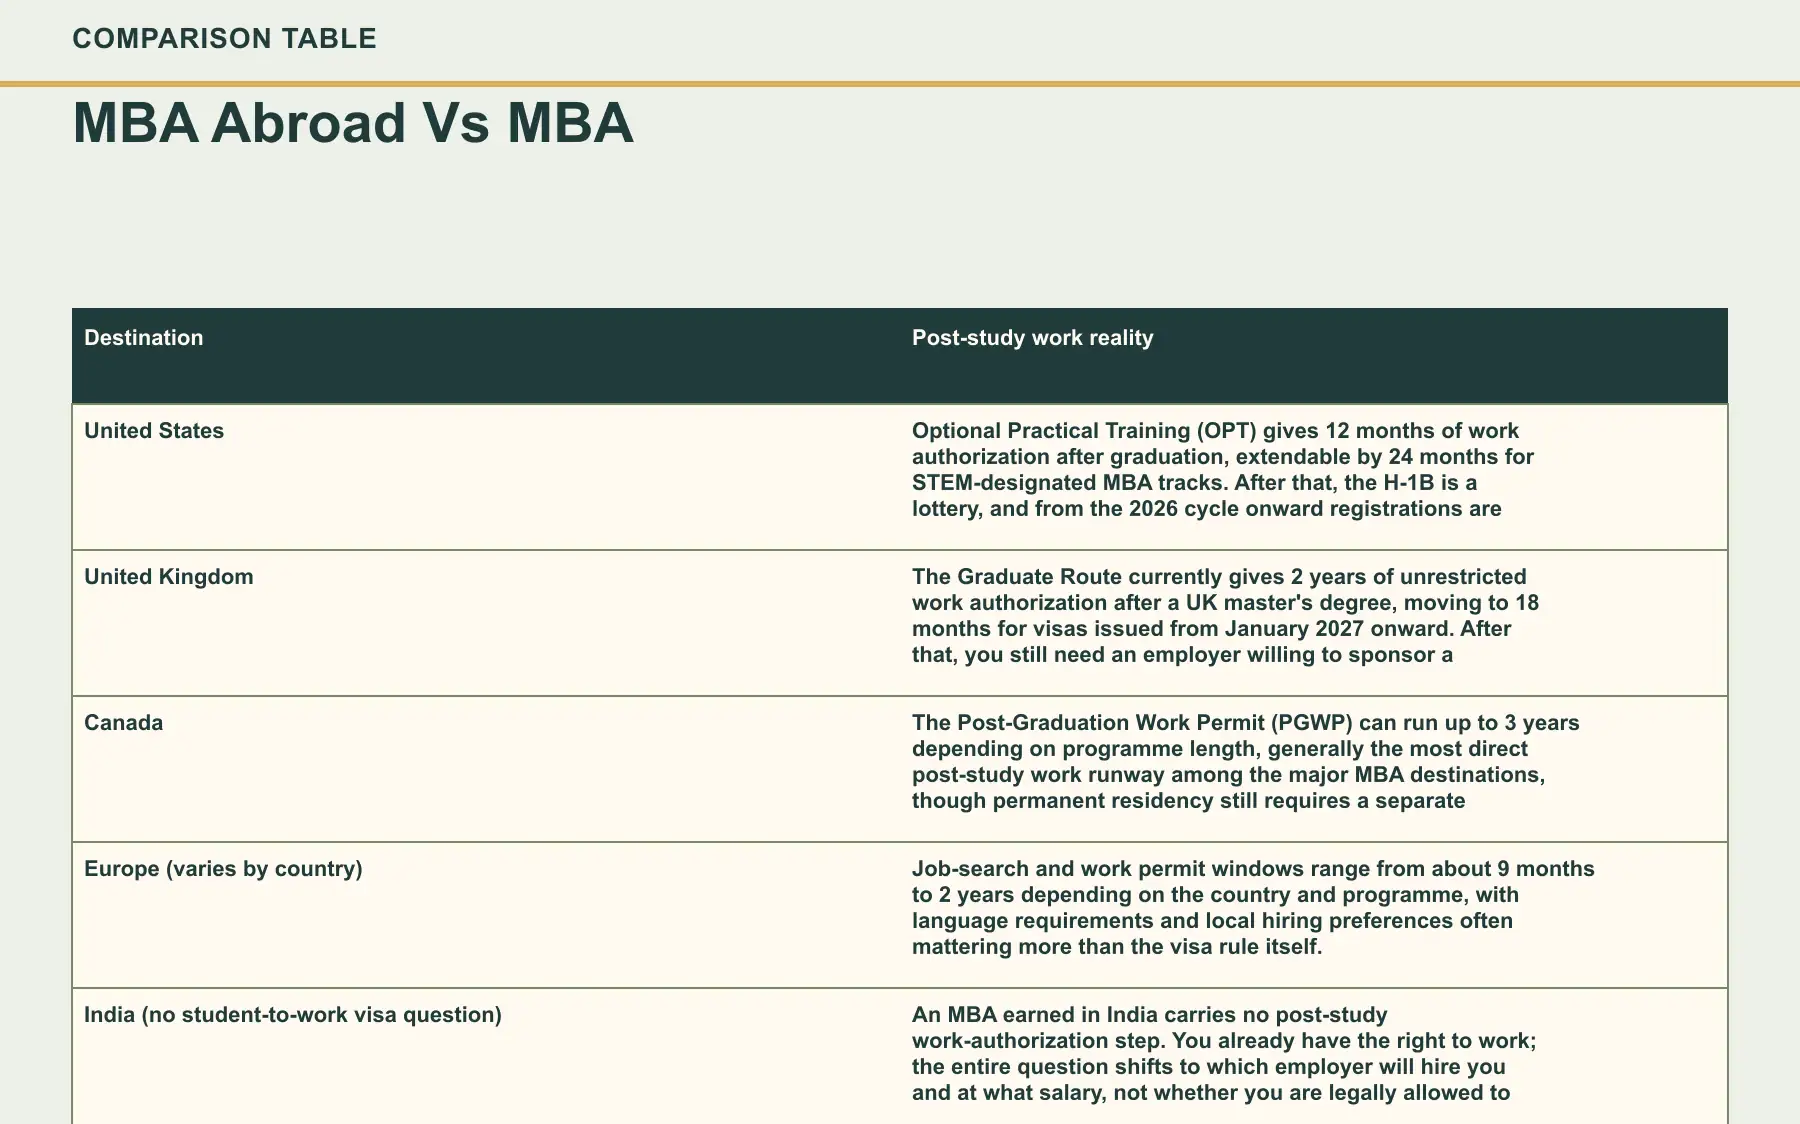 COMPARISON TABLE
MBA Abroad Vs MBA
Destination
Post-study work reality
United States
Optional Practical Training (OPT) gives 12 months of work
authorization after graduation, extendable by 24 months for
STEM-designated MBA tracks. After that, the H-1B is a
lottery, and from the 2026 cycle onward registrations are
United Kingdom
The Graduate Route currently gives 2 years of unrestricted
work authorization after a UK master's degree, moving to 18
months for visas issued from January 2027 onward. After
that, you still need an employer willing to sponsor a
Canada
The Post-Graduation Work Permit (PGWP) can run up to 3 years
depending on programme length, generally the most direct
post-study work runway among the major MBA destinations,
though permanent residency still requires a separate
Europe (varies by country)
Job-search and work permit windows range from about 9 months
to 2 years depending on the country and programme, with
language requirements and local hiring preferences often
mattering more than the visa rule itself.
India (no student-to-work visa question)
An MBA earned in India carries no post-study
work-authorization step. You already have the right to work;
the entire question shifts to which employer will hire you
and at what salary, not whether you are legally allowed to